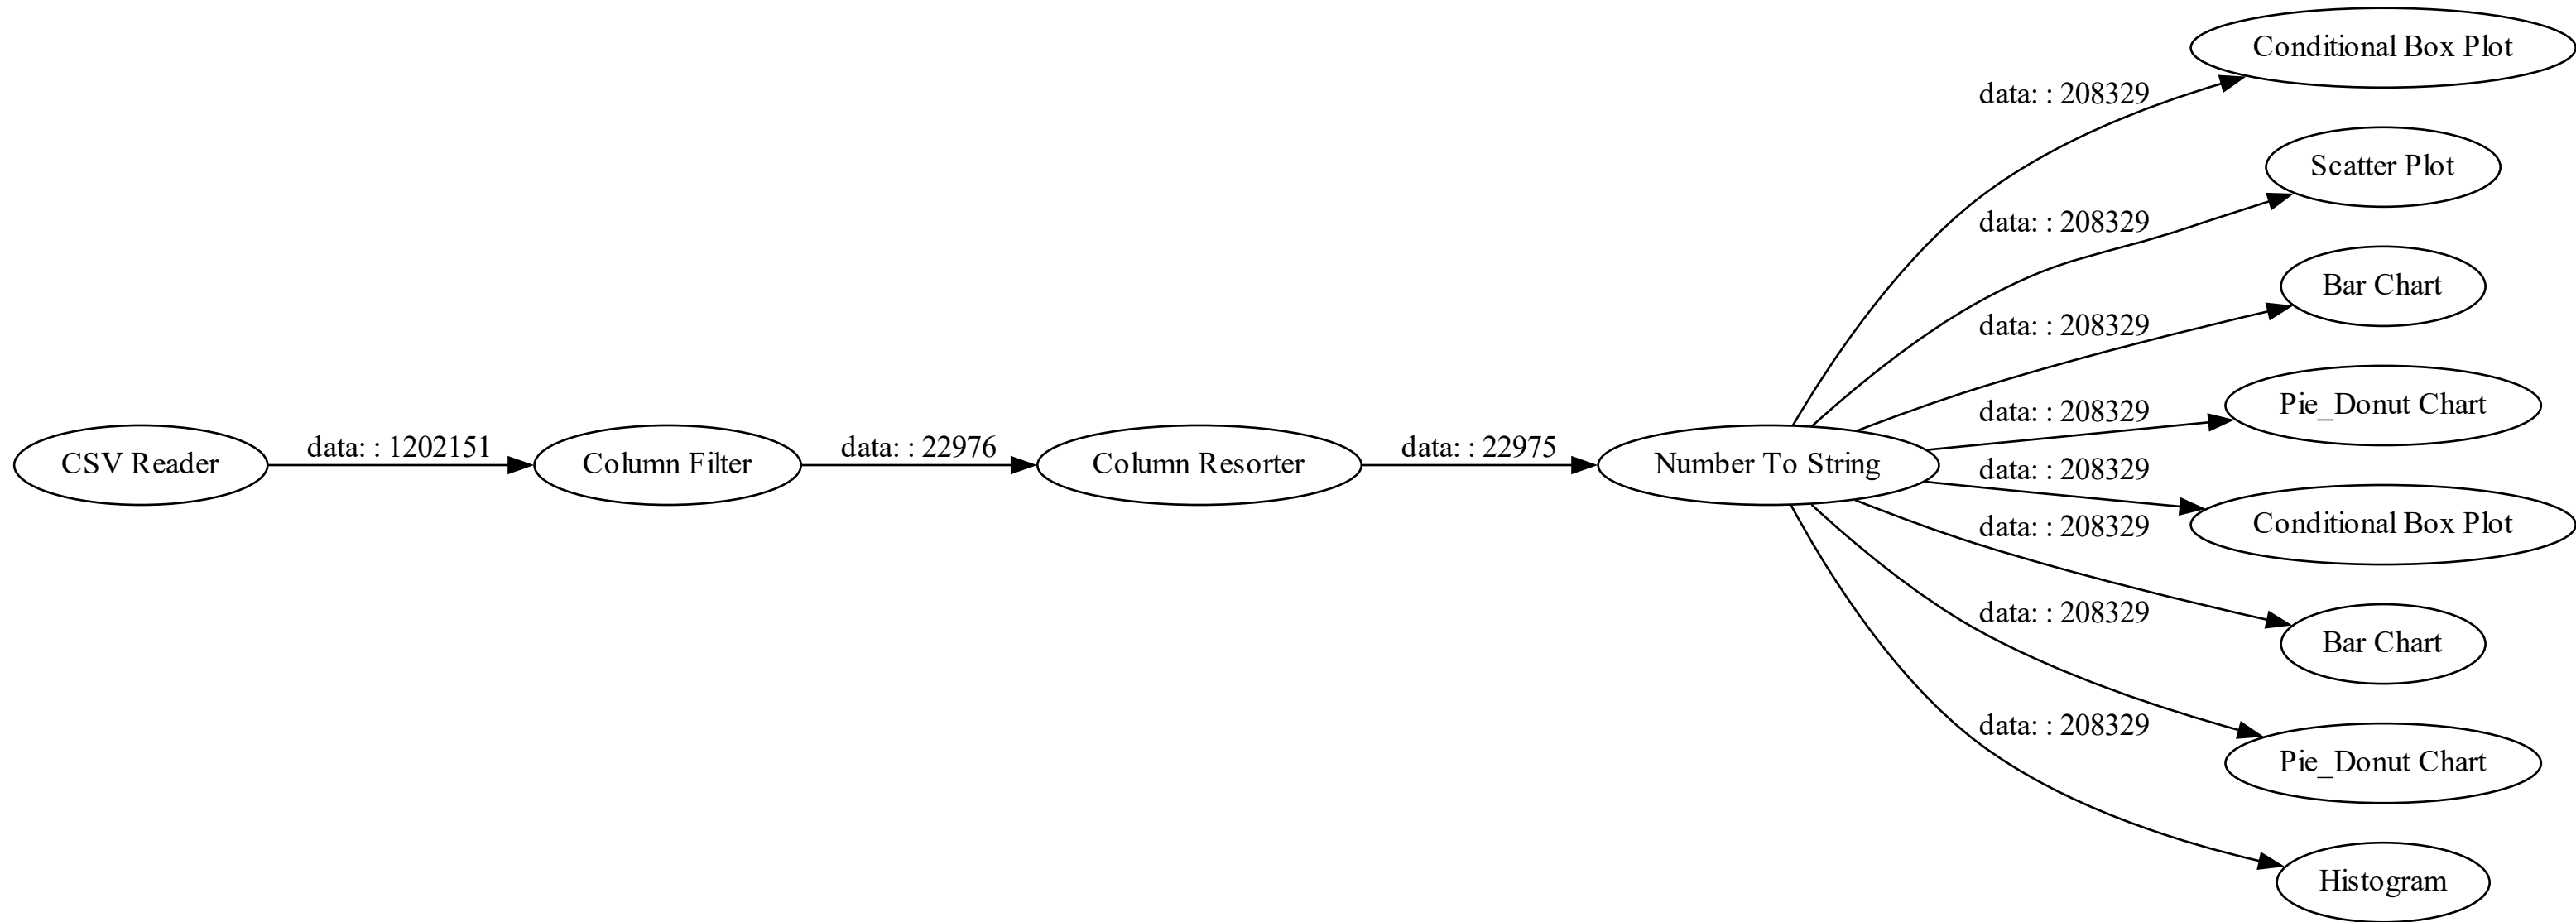 Conditional Box Plot
data: : 208329
Scatter Plot
data: : 208329
Bar Chart
data: : 208329
Pie_Donut Chart
data: : 208329
CSV Reader
data: : 1202151
Column Filter
data: : 22976
Column Resorter
data: : 22975
Number To String
data: : 208329
Conditional Box Plot
data: : 208329
Bar Chart
data: : 208329
Pie_Donut Chart
data: : 208329
Histogram